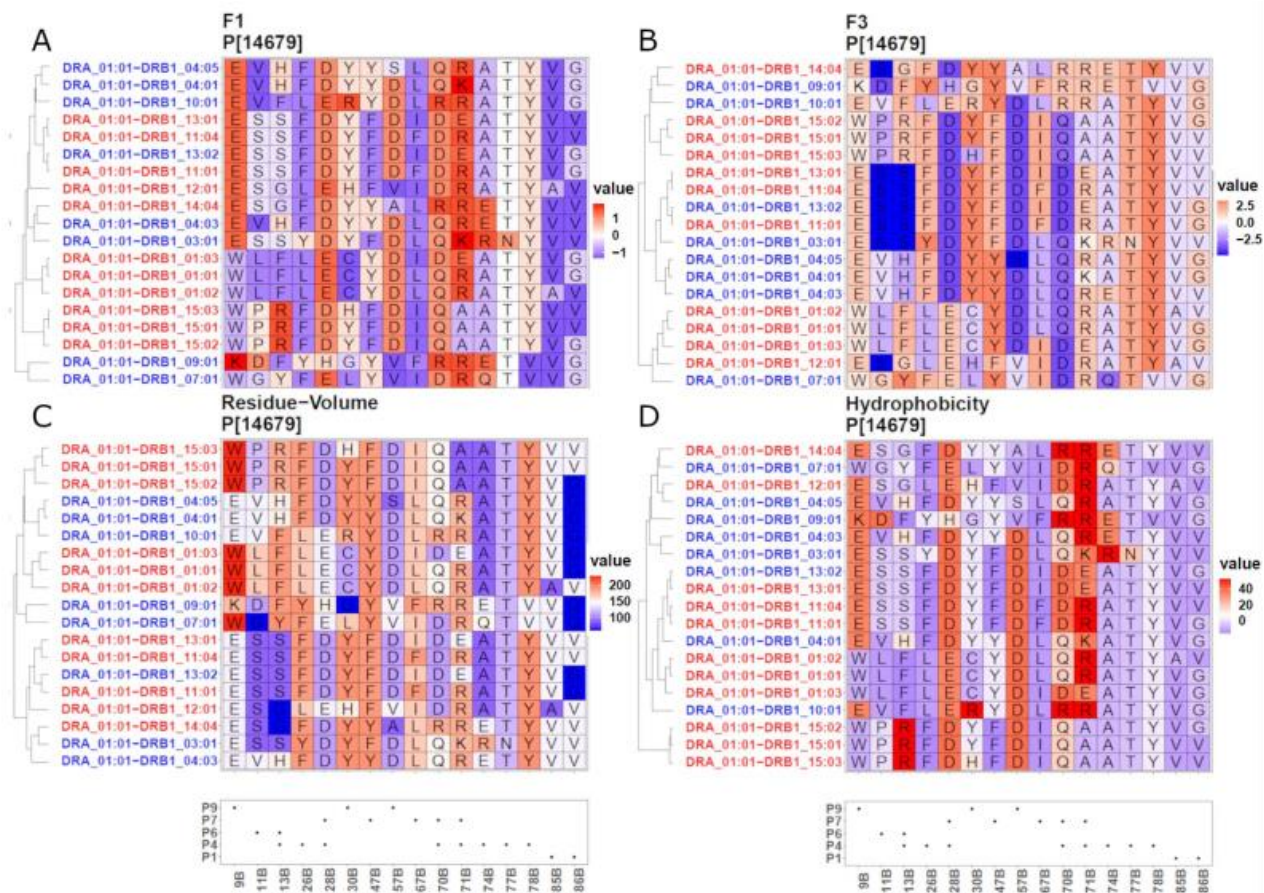 A
F1
P[14679]
DRA_01:01-DRB1_04:05 E V H F D Y Y S L Q R A T Y V G
DRA_01:01-DRB1_04:01 E V H F D Y Y D L Q K A T Y V G
DRA_01:01-DRB1_10:01 E V F L E R Y D L R R A T Y V G
DRA_01:01-DRB1_13:01 E S S F D Y F D I D E A T Y V V
DRA_01:01-DRB1_11:04 E S S F D Y F D F D R A T Y V V
DRA_01:01-DRB1_13:02 E S S F D Y F D I D E A T Y V G
DRA_01:01-DRB1_11:01 E S S F D Y F D F D R A T Y V G
DRA_01:01-DRB1_12:01 E S G L E H F V I D R A T Y A V
DRA_01:01-DRB1_14:04 E S G F D Y Y A L R R E T Y V V
DRA_01:01-DRB1_04:03 E V H F D Y Y D L Q R E T Y V V
DRA_01:01-DRB1_03:01 E S S Y D Y F D L Q K R N Y V V
DRA_01:01-DRB1_01:03 W L F L E C Y D I D E A T Y V G
DRA_01:01-DRB1_01:01 W L F L E C Y D L Q R A T Y V G
DRA_01:01-DRB1_01:02 W L F L E C Y D L Q R A T Y A V
DRA_01:01-DRB1_15:03 W P R F D H F D I Q A A T Y V V
DRA_01:01-DRB1_15:01 W P R F D Y F D I Q A A T Y V V
DRA_01:01-DRB1_15:02 W P R F D Y F D I Q A A T Y V G
DRA_01:01-DRB1_09:01 K D F Y H G Y V F R R E T V V G
DRA_01:01-DRB1_07:01 W G Y F E L Y V I D R Q T V V G
value
1
0
−1
B
F3
P[14679]
DRA_01:01-DRB1_14:04 E G F D Y Y A L R R E T Y V V
DRA_01:01-DRB1_09:01 K D F Y H G Y V F R R E T V V G
DRA_01:01-DRB1_10:01 E V F L E R Y D L R R A T Y V G
DRA_01:01-DRB1_15:02 W P R F D Y F D I Q A A T Y V G
DRA_01:01-DRB1_15:01 W P R F D Y F D I Q A A T Y V V
DRA_01:01-DRB1_15:03 W P R F D H F D I Q A A T Y V V
DRA_01:01-DRB1_13:01 E F D Y F D I D E A T Y V V
DRA_01:01-DRB1_11:04 E F D Y F D F D R A T Y V V
DRA_01:01-DRB1_13:02 E F D Y F D I D E A T Y V G
DRA_01:01-DRB1_11:01 E F D Y F D F D R A T Y V G
DRA_01:01-DRB1_03:01 E Y D Y F D L Q K R N Y V V
DRA_01:01-DRB1_04:05 E V H F D Y Y L Q R A T Y V G
DRA_01:01-DRB1_04:01 E V H F D Y Y D L Q K A T Y V G
DRA_01:01-DRB1_04:03 E V H F D Y Y D L Q R E T Y V V
DRA_01:01-DRB1_01:02 W L F L E C Y D L Q R A T Y A V
DRA_01:01-DRB1_01:01 W L F L E C Y D L Q R A T Y V G
DRA_01:01-DRB1_01:03 W L F L E C Y D I D E A T Y V G
DRA_01:01-DRB1_12:01 E G L E H F V I D R A T Y A V
DRA_01:01-DRB1_07:01 W G Y F E L Y V I D R Q T V V G
value
2.5
0.0
−2.5
C
Residue-Volume
P[14679]
DRA_01:01-DRB1_15:03 W P R F D H F D I Q A A T Y V V
DRA_01:01-DRB1_15:01 W P R F D Y F D I Q A A T Y V V
DRA_01:01-DRB1_15:02 W P R F D Y F D I Q A A T Y V
DRA_01:01-DRB1_04:05 E V H F D Y Y S L Q R A T Y V
DRA_01:01-DRB1_04:01 E V H F D Y Y D L Q K A T Y V
DRA_01:01-DRB1_10:01 E V F L E R Y D L R R A T Y V
DRA_01:01-DRB1_01:03 W L F L E C Y D I D E A T Y V
DRA_01:01-DRB1_01:01 W L F L E C Y D L Q R A T Y V
DRA_01:01-DRB1_01:02 W L F L E C Y D L Q R A T Y A V
DRA_01:01-DRB1_09:01 K D F Y H Y V F R R E T V V
DRA_01:01-DRB1_07:01 W Y F E L Y V I D R Q T V V
DRA_01:01-DRB1_13:01 E S S F D Y F D I D E A T Y V V
DRA_01:01-DRB1_11:04 E S S F D Y F D F D R A T Y V V
DRA_01:01-DRB1_13:02 E S S F D Y F D I D E A T Y V
DRA_01:01-DRB1_11:01 E S S F D Y F D F D R A T Y V
DRA_01:01-DRB1_12:01 E S L E H F V I D R A T Y A V
DRA_01:01-DRB1_14:04 E S F D Y Y A L R R E T Y V V
DRA_01:01-DRB1_03:01 E S S Y D Y F D L Q K R N Y V V
DRA_01:01-DRB1_04:03 E V H F D Y Y D L Q R E T Y V V
value
200
150
100
D
Hydrophobicity
P[14679]
DRA_01:01-DRB1_14:04 E S G F D Y Y A L R R E T Y V V
DRA_01:01-DRB1_07:01 W G Y F E L Y V I D R Q T V V G
DRA_01:01-DRB1_12:01 E S G L E H F V I D R A T Y A V
DRA_01:01-DRB1_04:05 E V H F D Y Y S L Q R A T Y V G
DRA_01:01-DRB1_09:01 K D F Y H G Y V F R R E T V V G
DRA_01:01-DRB1_04:03 E V H F D Y Y D L Q R E T Y V V
DRA_01:01-DRB1_03:01 E S S Y D Y F D L Q K R N Y V V
DRA_01:01-DRB1_13:02 E S S F D Y F D I D E A T Y V G
DRA_01:01-DRB1_13:01 E S S F D Y F D I D E A T Y V V
DRA_01:01-DRB1_11:04 E S S F D Y F D F D R A T Y V V
DRA_01:01-DRB1_11:01 E S S F D Y F D F D R A T Y V G
DRA_01:01-DRB1_04:01 E V H F D Y Y D L Q K A T Y V G
DRA_01:01-DRB1_01:02 W L F L E C Y D L Q R A T Y A V
DRA_01:01-DRB1_01:01 W L F L E C Y D L Q R A T Y V G
DRA_01:01-DRB1_01:03 W L F L E C Y D I D E A T Y V G
DRA_01:01-DRB1_10:01 E V F L E R Y D L R R A T Y V G
DRA_01:01-DRB1_15:02 W P R F D Y F D I Q A A T Y V G
DRA_01:01-DRB1_15:01 W P R F D Y F D I Q A A T Y V V
DRA_01:01-DRB1_15:03 W P R F D H F D I Q A A T Y V V
value
40
20
0
P9
P7
P6
P4
P1
9B 11B 13B 26B 28B 30B 47B 57B 67B 70B 71B 74B 77B 78B 85B 86B
P9
P7
P6
P4
P1
9B 11B 13B 26B 28B 30B 47B 57B 67B 70B 71B 74B 77B 78B 85B 86B